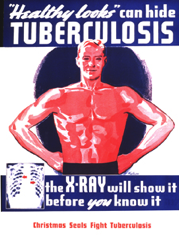 "Healthy looks" can hide
TUBERCULOSIS
the X-RAY will show it
before you know it
Christmas Seals Fight Tuberculosis